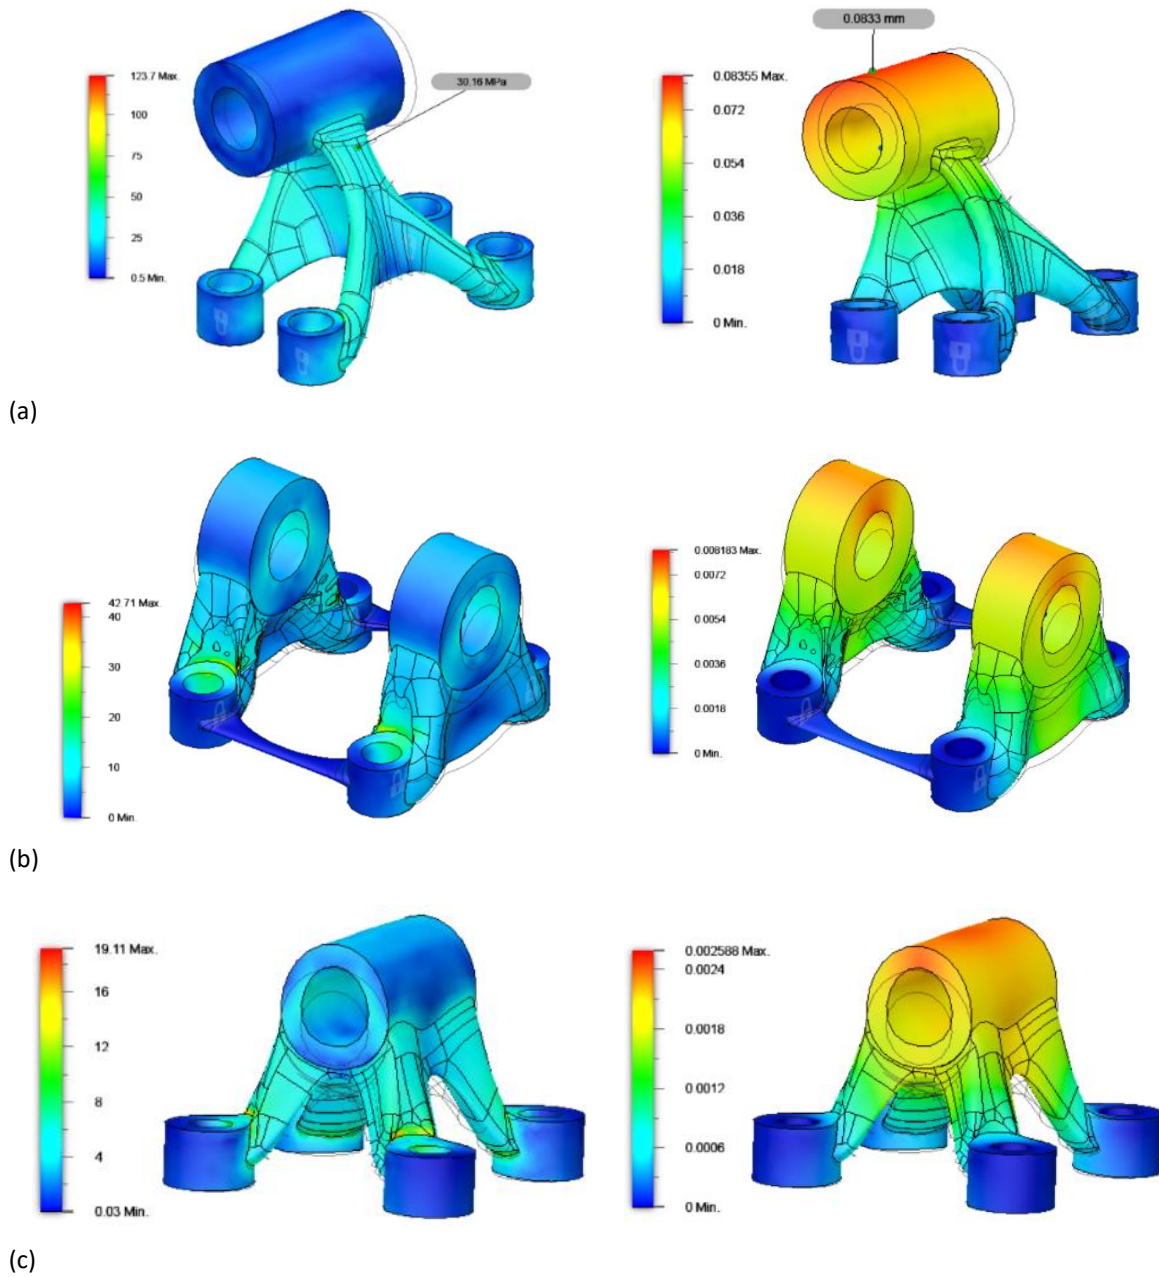 0.0833 mm
123.7 Max.
100
75
50
25
0.5 Min.
30.16 MPa
0.08355 Max.
0.072
0.054
0.036
0.018
0 Min.
(a)
42.71 Max.
40
30
20
10
0 Min.
0.008183 Max.
0.0072
0.0054
0.0036
0.0018
0 Min.
(b)
19.11 Max.
16
12
8
4
0.03 Min.
0.002588 Max.
0.0024
0.0018
0.0012
0.0006
0 Min.
(c)